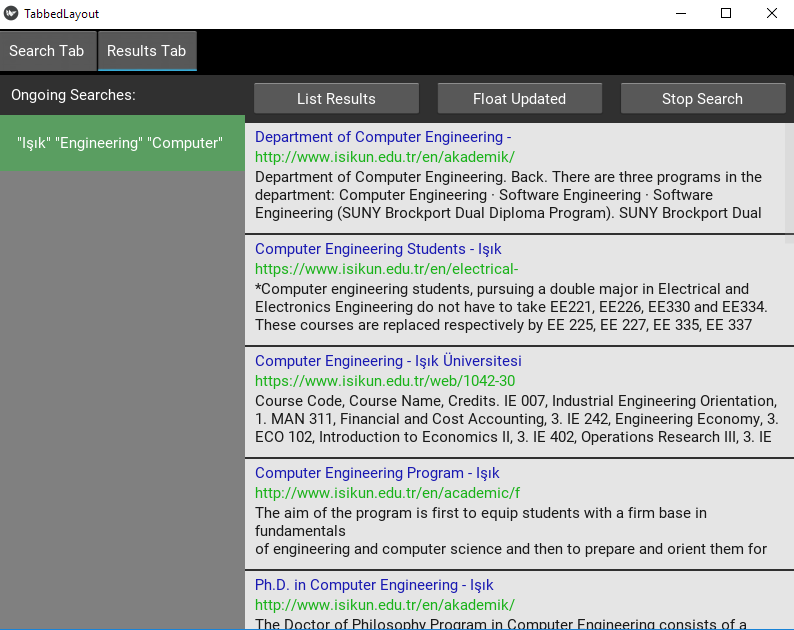 TabbedLayout
Search Tab
Results Tab
Ongoing Searches:
List Results
Float Updated
Stop Search
"Işık" "Engineering" "Computer"
Department of Computer Engineering -
http://www.isikun.edu.tr/en/akademik/
Department of Computer Engineering. Back. There are three programs in the
department: Computer Engineering · Software Engineering · Software
Engineering (SUNY Brockport Dual Diploma Program). SUNY Brockport Dual
Computer Engineering Students - Işık
https://www.isikun.edu.tr/en/electrical-
*Computer engineering students, pursuing a double major in Electrical and
Electronics Engineering do not have to take EE221, EE226, EE330 and EE334.
These courses are replaced respectively by EE 225, EE 227, EE 335, EE 337
Computer Engineering - Işık Üniversitesi
https://www.isikun.edu.tr/web/1042-30
Course Code, Course Name, Credits. IE 007, Industrial Engineering Orientation,
1. MAN 311, Financial and Cost Accounting, 3. IE 242, Engineering Economy, 3.
ECO 102, Introduction to Economics II, 3. IE 402, Operations Research III, 3. IE
Computer Engineering Program - Işık
http://www.isikun.edu.tr/en/academic/f
The aim of the program is first to equip students with a firm base in
fundamentals
of engineering and computer science and then to prepare and orient them for
Ph.D. in Computer Engineering - Işık
http://www.isikun.edu.tr/en/akademik/
The Doctor of Philosophy Program in Computer Engineering consists of a